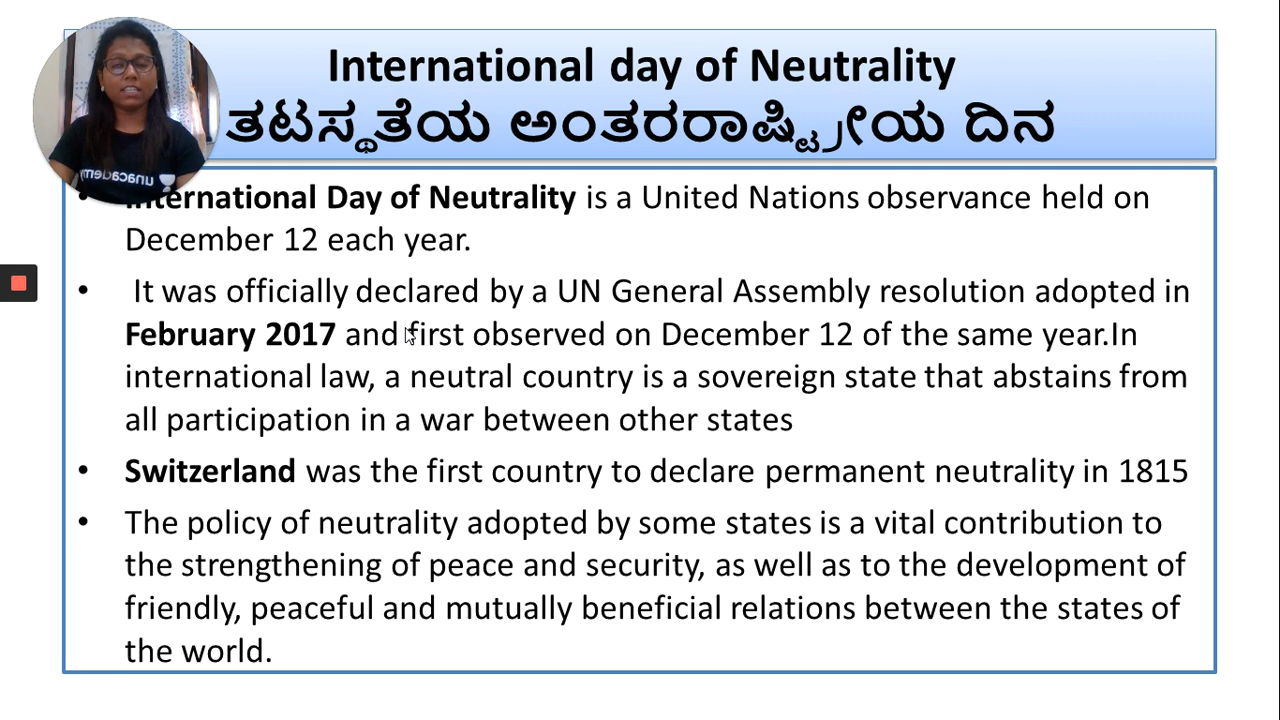 International day of Neutrality
ತಟಸ್ಥತೆಯ ಅಂತರರಾಷ್ಟ್ರೀಯ ದಿನ
unacademy
• International Day of Neutrality is a United Nations observance held on
December 12 each year.
• It was officially declared by a UN General Assembly resolution adopted in
February 2017 and first observed on December 12 of the same year.In
international law, a neutral country is a sovereign state that abstains from
all participation in a war between other states
• Switzerland was the first country to declare permanent neutrality in 1815
• The policy of neutrality adopted by some states is a vital contribution to
the strengthening of peace and security, as well as to the development of
friendly, peaceful and mutually beneficial relations between the states of
the world.